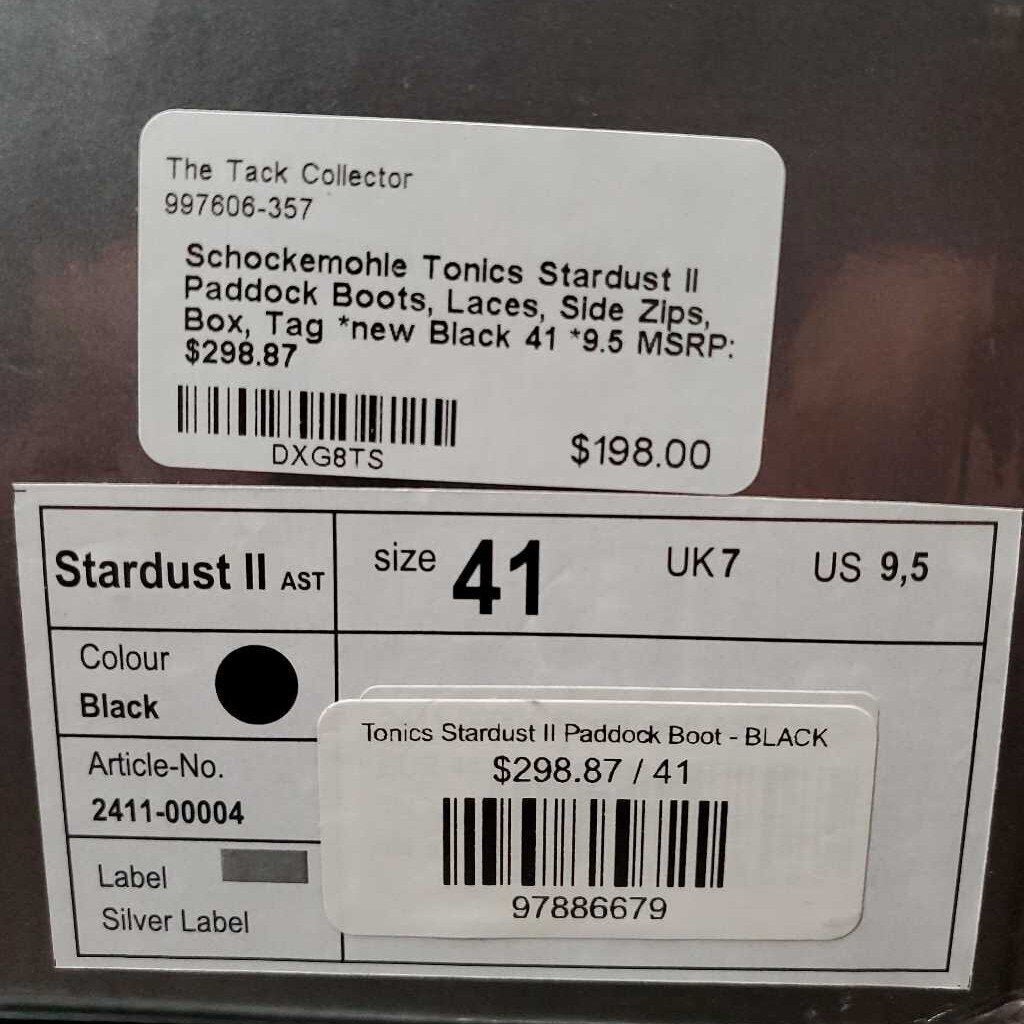 The Tack Collector
997606-357
Schockemohle Tonics Stardust II
Paddock Boots, Laces, Side Zips,
Box, Tag *new Black 41 *9.5 MSRP:
$298.87
DXG8TS
$198.00
Stardust II AST
size 41 UK7 US 9,5
Colour
Black
Article-No.
2411-00004
Label
Silver Label
Tonics Stardust II Paddock Boot - BLACK
$298.87 / 41
97886679